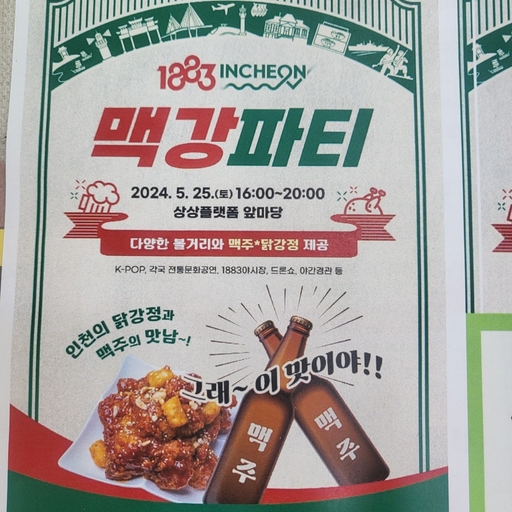 1883 INCHEON
맥강파티
2024. 5. 25.(토) 16:00~20:00
상상플랫폼 앞마당
다양한 볼거리와 맥주*닭강정 제공
K-POP, 각국 전통문화공연, 1883야시장, 드론쇼, 야간경관 등
인천의 닭강정과
맥주의 맛남~!
그래~ 이 맛이야!!
맥주
맥주